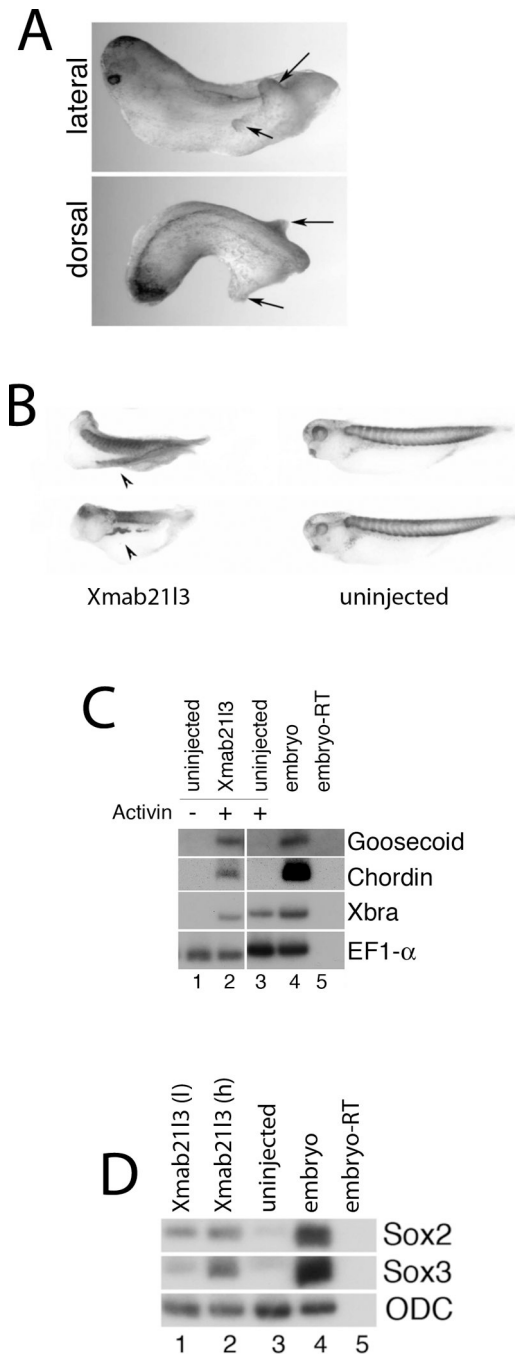 A
lateral
dorsal
B
Xmab21l3
uninjected
C
uninjected
Xmab21l3
uninjected
embryo
embryo-RT
Activin - + +
Goosecoid
Chordin
Xbra
EF1-α
1 2 3 4 5
D
Xmab21l3 (l)
Xmab21l3 (h)
uninjected
embryo
embryo-RT
Sox2
Sox3
ODC
1 2 3 4 5